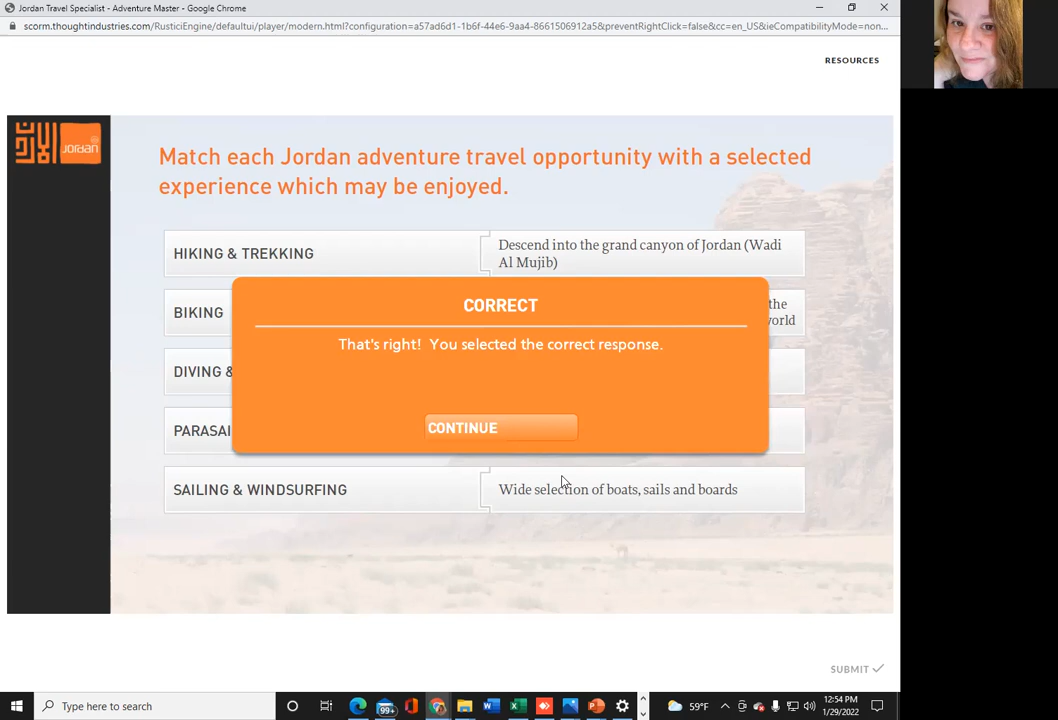 Jordan Travel Specialist - Adventure Master - Google Chrome
scorm.thoughtindustries.com/RusticiEngine/defaultui/player/modern.html?configuration=a57ad6d1-1b6f-44e6-9aa4-8661506912a5&preventRightClick=false&cc=en_US&ieCompatibilityMode=non...
RESOURCES
الأردن
Jordan
Match each Jordan adventure travel opportunity with a selected
experience which may be enjoyed.
HIKING & TREKKING
Descend into the grand canyon of Jordan (Wadi
Al Mujib)
BIKING
the
world
CORRECT
That's right! You selected the correct response.
DIVING &
CONTINUE
SAILING & WINDSURFING
Wide selection of boats, sails and boards
SUBMIT
Type here to search
99+
59°F
12:54 PM
1/29/2022